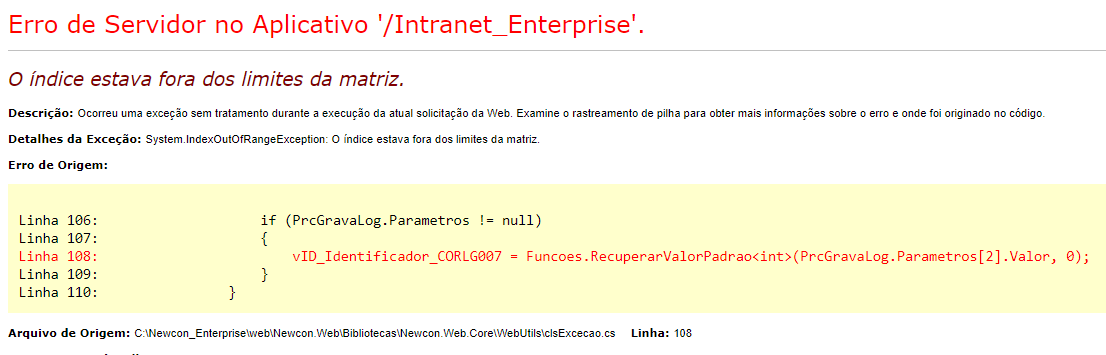 Erro de Servidor no Aplicativo '/Intranet_Enterprise'.
O índice estava fora dos limites da matriz.
Descrição: Ocorreu uma exceção sem tratamento durante a execução da atual solicitação da Web. Examine o rastreamento de pilha para obter mais informações sobre o erro e onde foi originado no código.
Detalhes da Exceção: System.IndexOutOfRangeException: O índice estava fora dos limites da matriz.
Erro de Origem:
Linha 106:                    if (PrcGravaLog.Parametros != null)
Linha 107:                    {
Linha 108:                        vID_Identificador_CORLG007 = Funcoes.RecuperarValorPadrao<int>(PrcGravaLog.Parametros[2].Valor, 0);
Linha 109:                    }
Linha 110:                }
Arquivo de Origem: C:\Newcon_Enterprise\web\Newcon.Web\Bibliotecas\Newcon.Web.Core\WebUtils\clsExcecao.cs    Linha: 108